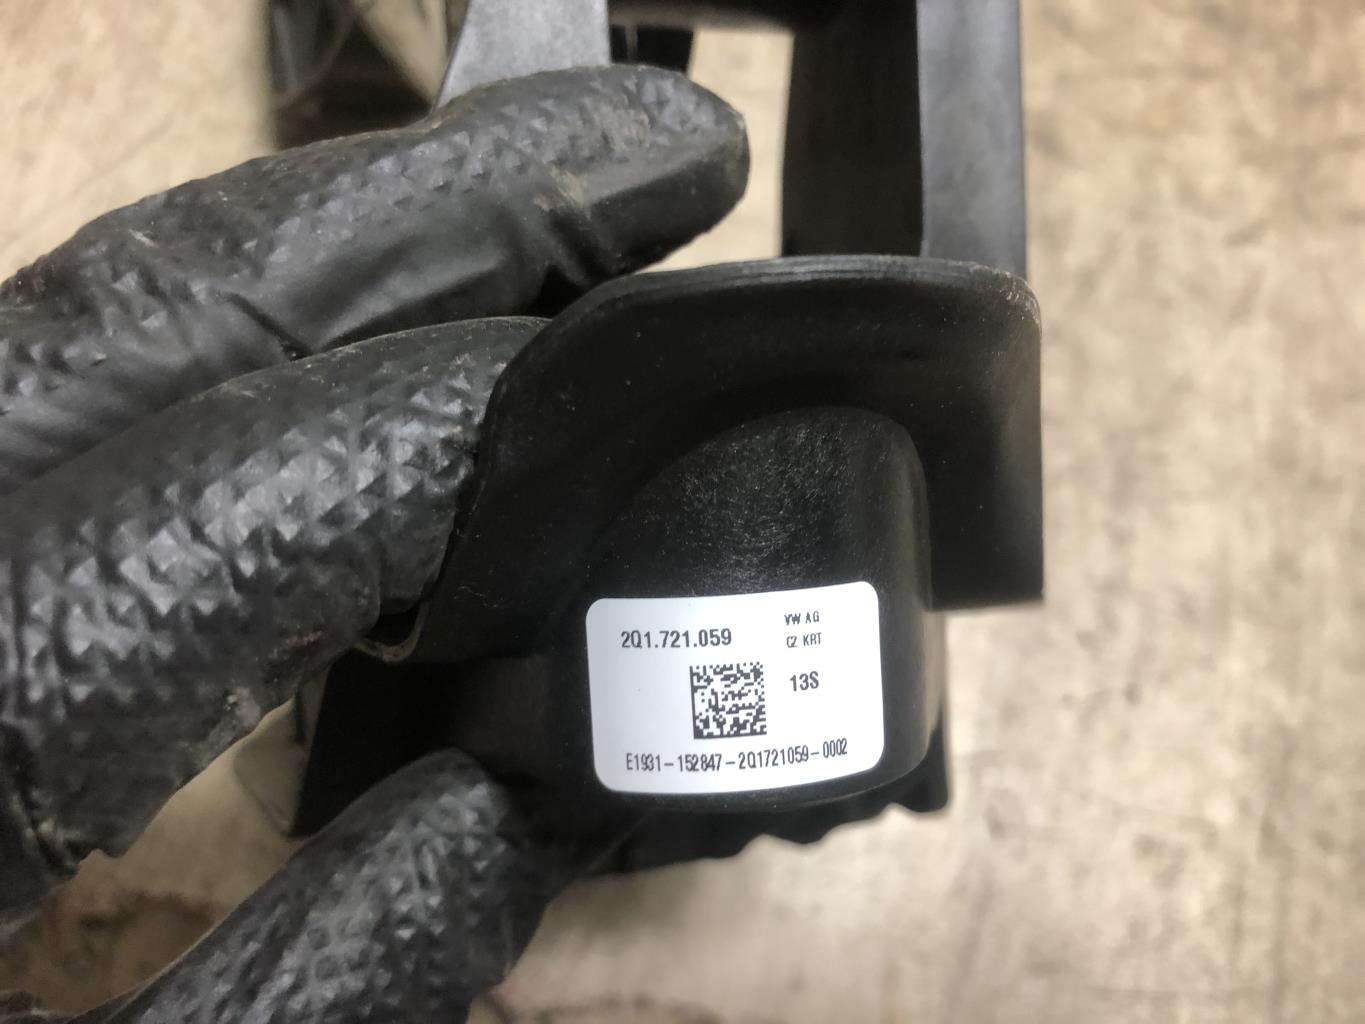 2Q1.721.059
VW AG
CZ KRT
13S
E1931-152847-2Q1721059-0002